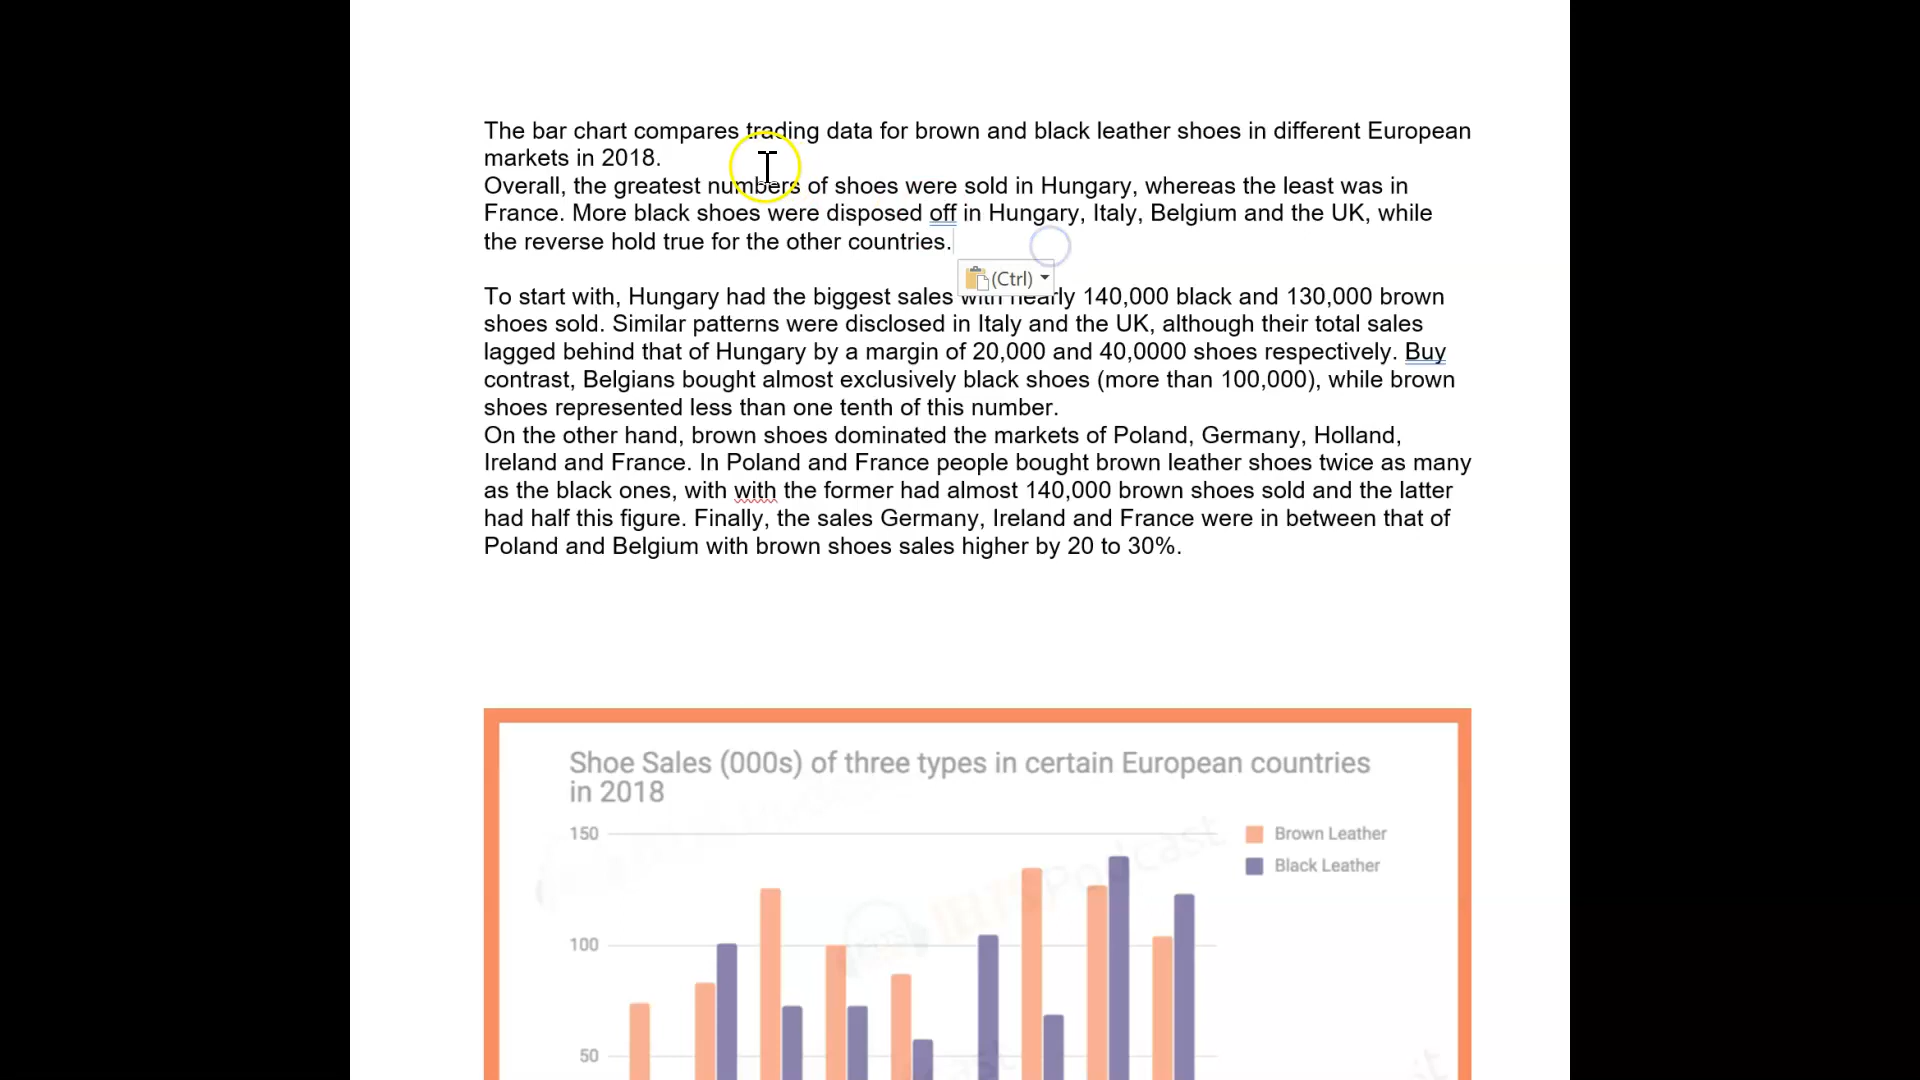 The bar chart compares trading data for brown and black leather shoes in different European
markets in 2018.
Overall, the greatest numbers of shoes were sold in Hungary, whereas the least was in
France. More black shoes were disposed off in Hungary, Italy, Belgium and the UK, while
the reverse hold true for the other countries.
(Ctrl)
To start with, Hungary had the biggest sales with nearly 140,000 black and 130,000 brown
shoes sold. Similar patterns were disclosed in Italy and the UK, although their total sales
lagged behind that of Hungary by a margin of 20,000 and 40,0000 shoes respectively. Buy
contrast, Belgians bought almost exclusively black shoes (more than 100,000), while brown
shoes represented less than one tenth of this number.
On the other hand, brown shoes dominated the markets of Poland, Germany, Holland,
Ireland and France. In Poland and France people bought brown leather shoes twice as many
as the black ones, with with the former had almost 140,000 brown shoes sold and the latter
had half this figure. Finally, the sales Germany, Ireland and France were in between that of
Poland and Belgium with brown shoes sales higher by 20 to 30%.
Shoe Sales (000s) of three types in certain European countries
in 2018
150
Brown Leather
Black Leather
IELTSPodcast
100
50